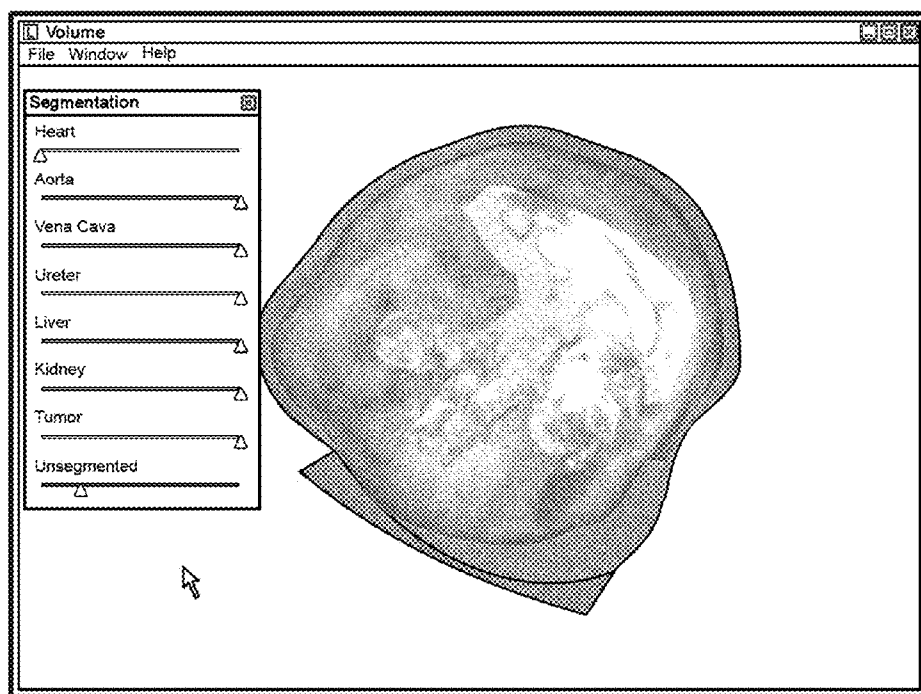 Volume
File Window Help
Segmentation
Heart
Aorta
Vena Cava
Ureter
Liver
Kidney
Tumor
Unsegmented